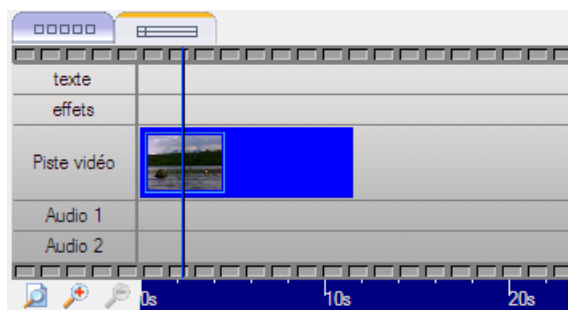 texte
effets
Piste vidéo
Audio 1
Audio 2
0s 10s 20s